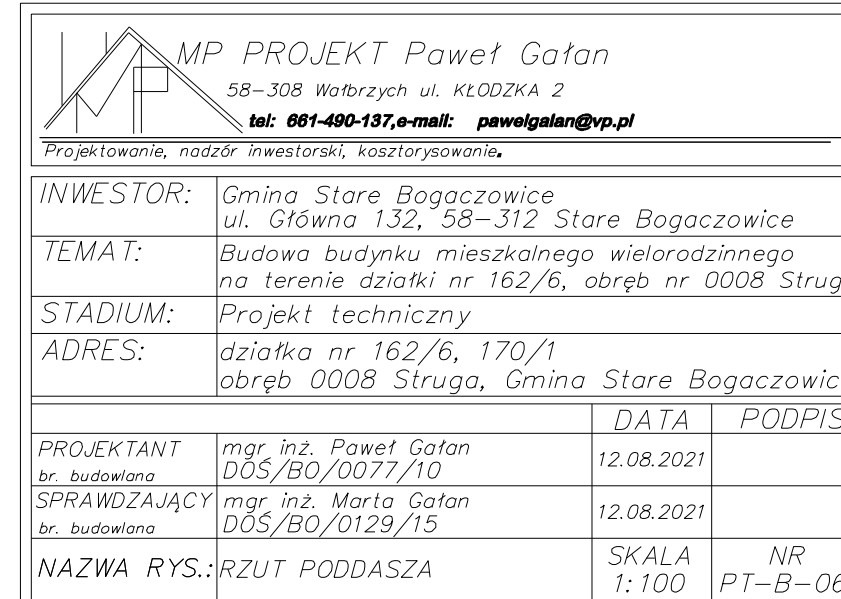 MP PROJEKT Paweł Gałan
58-308 Wałbrzych ul. KŁODZKA 2
tel: 661-490-137,e-mail: pawelgalan@vp.pl
Projektowanie, nadzór inwestorski, kosztorysowanie.
INWESTOR: Gmina Stare Bogaczowice
ul. Główna 132, 58-312 Stare Bogaczowice
TEMAT: Budowa budynku mieszkalnego wielorodzinnego
na terenie działki nr 162/6, obręb nr 0008 Strug
STADIUM: Projekt techniczny
ADRES: działka nr 162/6, 170/1
obręb 0008 Struga, Gmina Stare Bogaczowic
DATA PODPIS
PROJEKTANT mgr inż. Paweł Gałan
br. budowlana DOŚ/BO/0077/10 12.08.2021
SPRAWDZAJĄCY mgr inż. Marta Gałan
br. budowlana DOŚ/BO/0129/15 12.08.2021
NAZWA RYS.: RZUT PODDASZA SKALA NR
1:100 PT-B-06